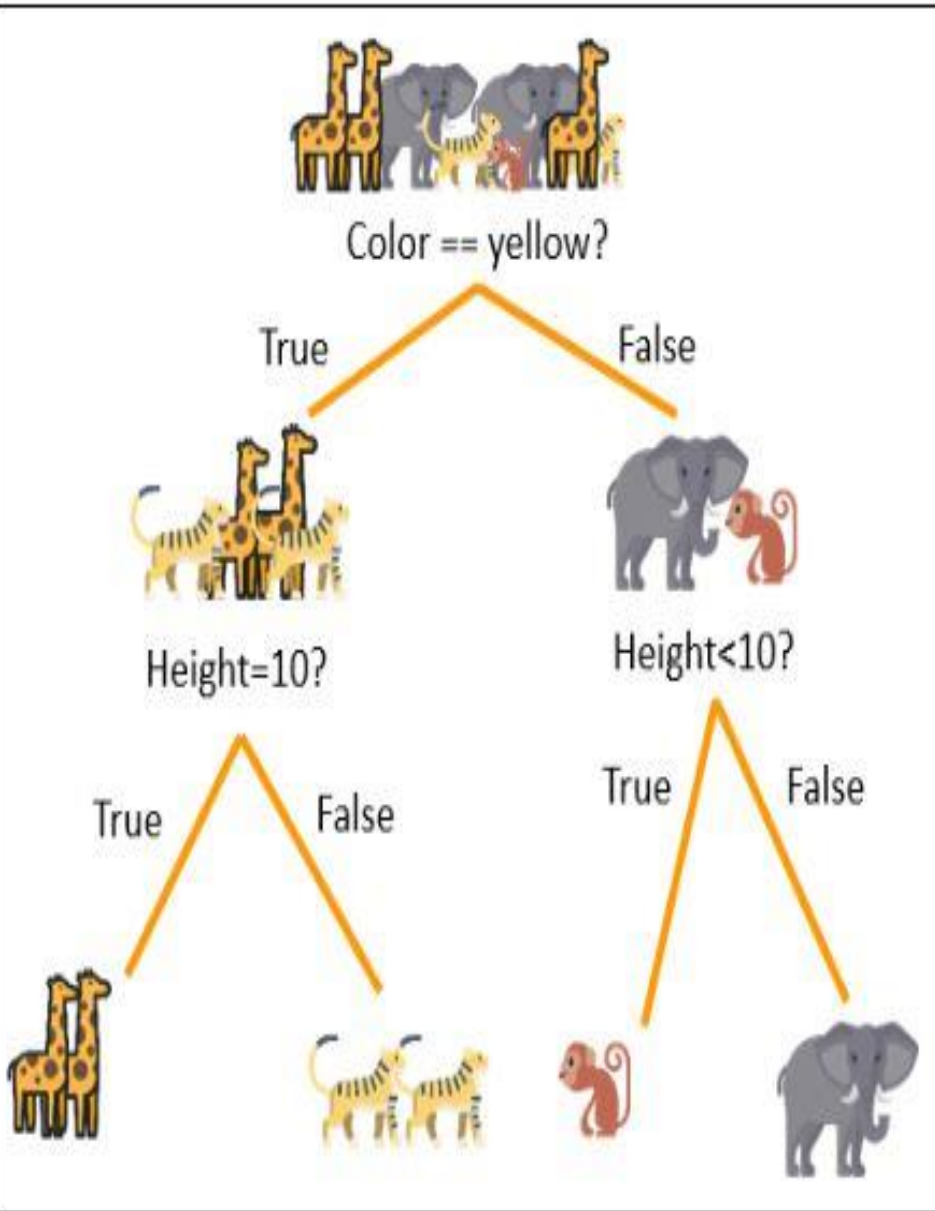 Color == yellow?
True
False
Height=10?
Height<10?
True
False
True
False